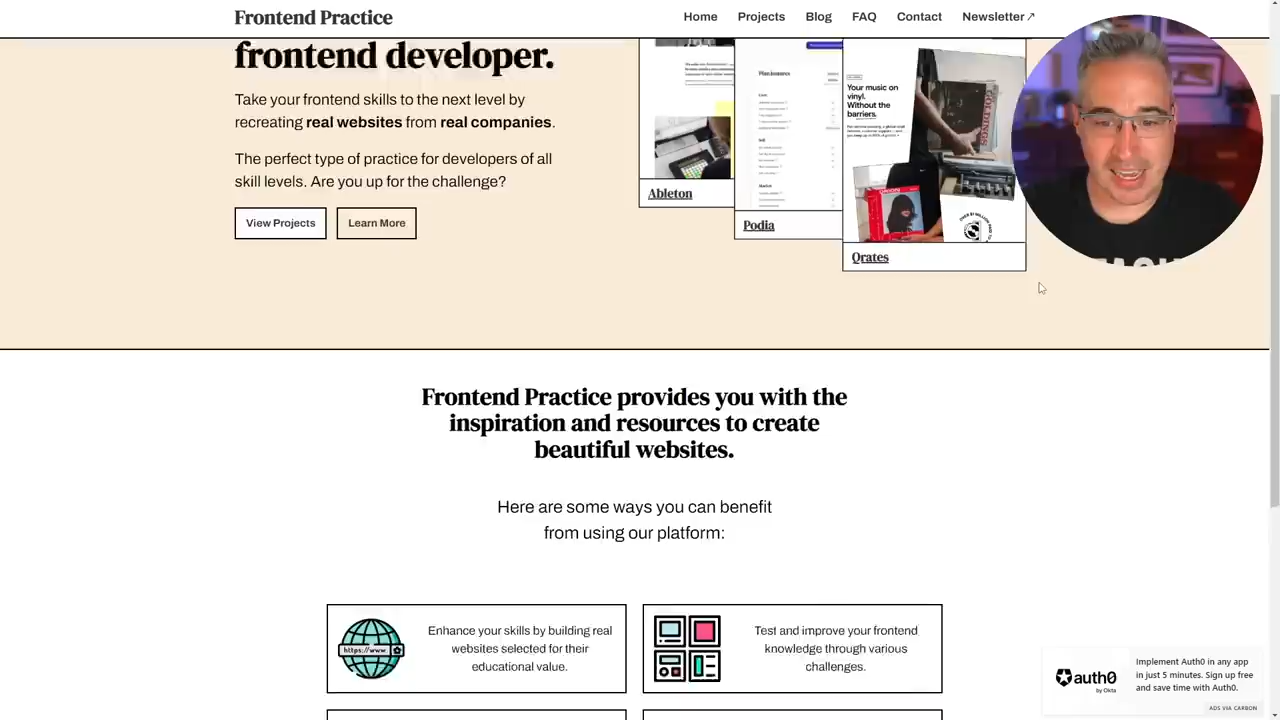 Frontend Practice
Home
Projects
Blog
FAQ
Contact
Newsletter↗
frontend developer.
Take your frontend skills to the next level by
recreating real websites from real companies.
The perfect type of practice for developers of all
skill levels. Are you up for the challenge?
View Projects
Learn More
Ableton
Podia
Your music on
vinyl.
Without the
barriers.
Qrates
Frontend Practice provides you with the
inspiration and resources to create
beautiful websites.
Here are some ways you can benefit
from using our platform:
https://www.
Enhance your skills by building real
websites selected for their
educational value.
Test and improve your frontend
knowledge through various
challenges.
auth0
by Okta
Implement Auth0 in any app
in just 5 minutes. Sign up free
and save time with Auth0.
ADS VIA CARBON